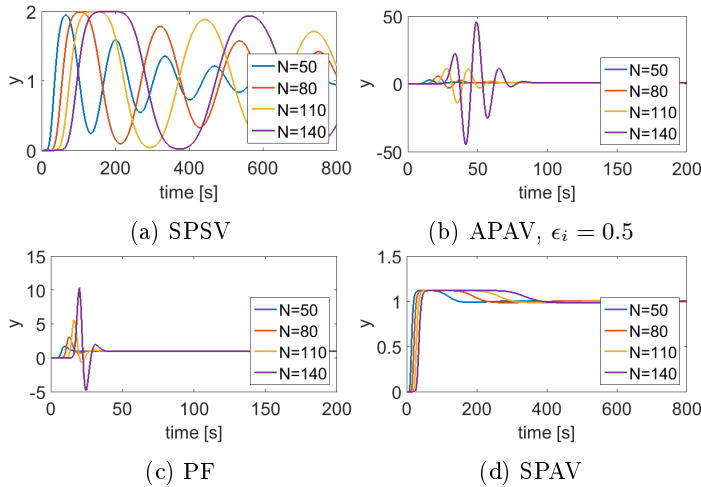 2
1
0
y
0
200
400
600
800
time [s]
N=50
N=80
N=110
N=140
(a) SPSV
50
0
-50
y
0
50
100
150
200
time [s]
N=50
N=80
N=110
N=140
(b) APAV, ϵi = 0.5
15
10
5
0
-5
y
0
50
100
150
200
time [s]
N=50
N=80
N=110
N=140
(c) PF
1.5
1
0.5
0
y
0
200
400
600
800
time [s]
N=50
N=80
N=110
N=140
(d) SPAV